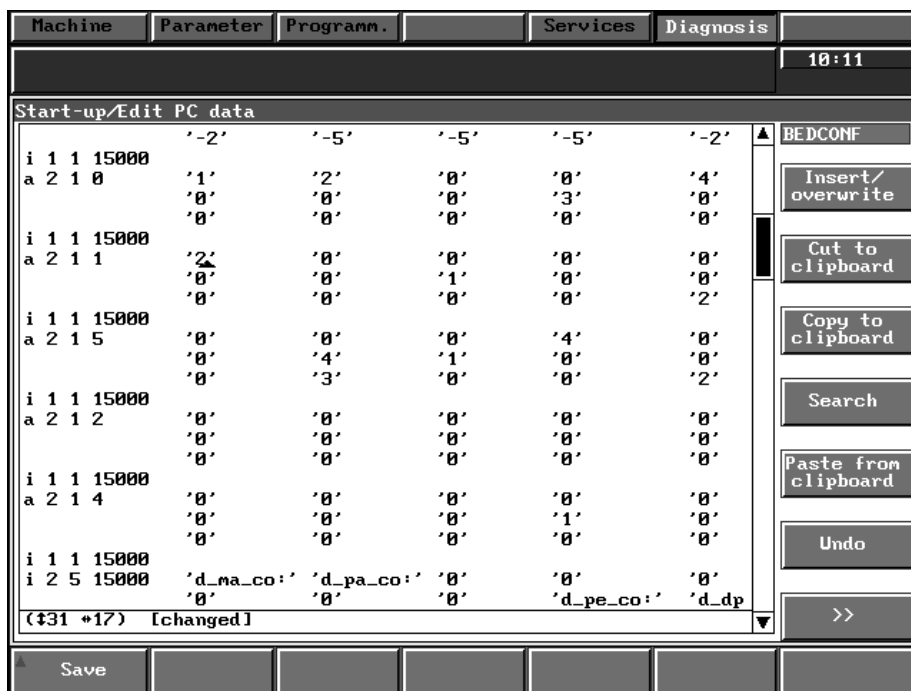 Machine Parameter Programm. Services Diagnosis
10:11
Start-up/Edit PC data
'-2' '-5' '-5' '-5' '-2'
i 1 1 15000
a 2 1 0 '1' '2' '0' '0' '4'
'0' '0' '0' '3' '0'
'0' '0' '0' '0' '0'
i 1 1 15000
a 2 1 1 '2' '0' '0' '0' '0'
'0' '0' '1' '0' '0'
'0' '0' '0' '0' '2'
i 1 1 15000
a 2 1 5 '0' '0' '0' '4' '0'
'0' '4' '1' '0' '0'
'0' '3' '0' '0' '2'
i 1 1 15000
a 2 1 2 '0' '0' '0' '0' '0'
'0' '0' '0' '0' '0'
'0' '0' '0' '0' '0'
i 1 1 15000
a 2 1 4 '0' '0' '0' '0' '0'
'0' '0' '0' '1' '0'
'0' '0' '0' '0' '0'
i 1 1 15000
i 2 5 15000 'd_ma_co:' 'd_pa_co:' '0' '0' '0'
'0' '0' '0' 'd_pe_co:' 'd_dp
(↕31 ↔17) [changed]
BEDCONF
Insert/
overwrite
Cut to
clipboard
Copy to
clipboard
Search
Paste from
clipboard
Undo
>>
Save